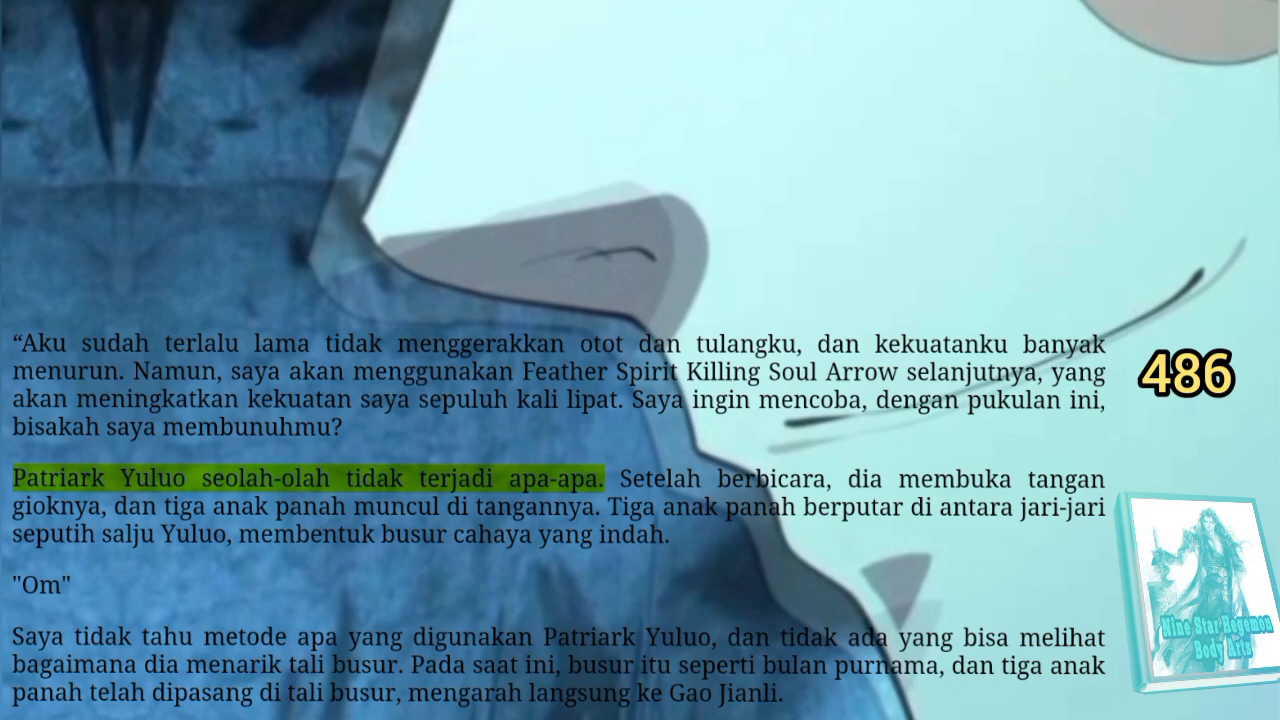 “Aku sudah terlalu lama tidak menggerakkan otot dan tulangku, dan kekuatanku banyak
menurun. Namun, saya akan menggunakan Feather Spirit Killing Soul Arrow selanjutnya, yang
akan meningkatkan kekuatan saya sepuluh kali lipat. Saya ingin mencoba, dengan pukulan ini,
bisakah saya membunuhmu?
Patriark Yuluo seolah-olah tidak terjadi apa-apa. Setelah berbicara, dia membuka tangan
gioknya, dan tiga anak panah muncul di tangannya. Tiga anak panah berputar di antara jari-jari
seputih salju Yuluo, membentuk busur cahaya yang indah.
"Om"
Saya tidak tahu metode apa yang digunakan Patriark Yuluo, dan tidak ada yang bisa melihat
bagaimana dia menarik tali busur. Pada saat ini, busur itu seperti bulan purnama, dan tiga anak
panah telah dipasang di tali busur, mengarah langsung ke Gao Jianli.
486
Nine Star Hegemon
Body Arts